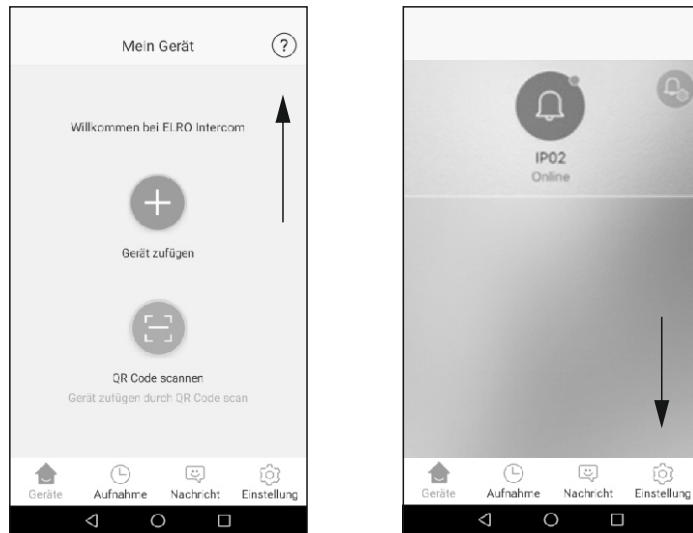 Mein Gerät
?
Willkommen bei ELRO Intercom
Gerät zufügen
QR Code scannen
Gerät zufügen durch QR Code scan
Geräte Aufnahme Nachricht Einstellung
IP02
Online
Geräte Aufnahme Nachricht Einstellung